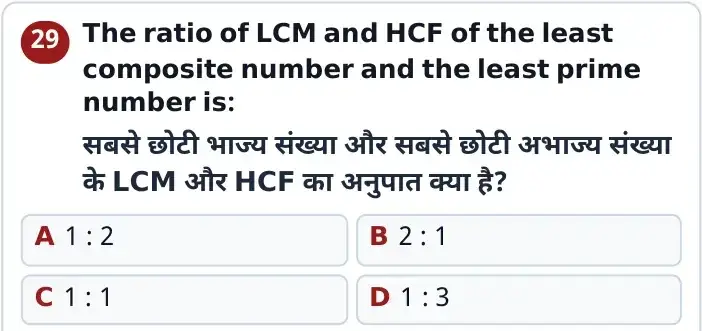 29 The ratio of LCM and HCF of the least
composite number and the least prime
number is:
सबसे छोटी भाज्य संख्या और सबसे छोटी अभाज्य संख्या
के LCM और HCF का अनुपात क्या है?
A 1 : 2
B 2 : 1
C 1 : 1
D 1 : 3